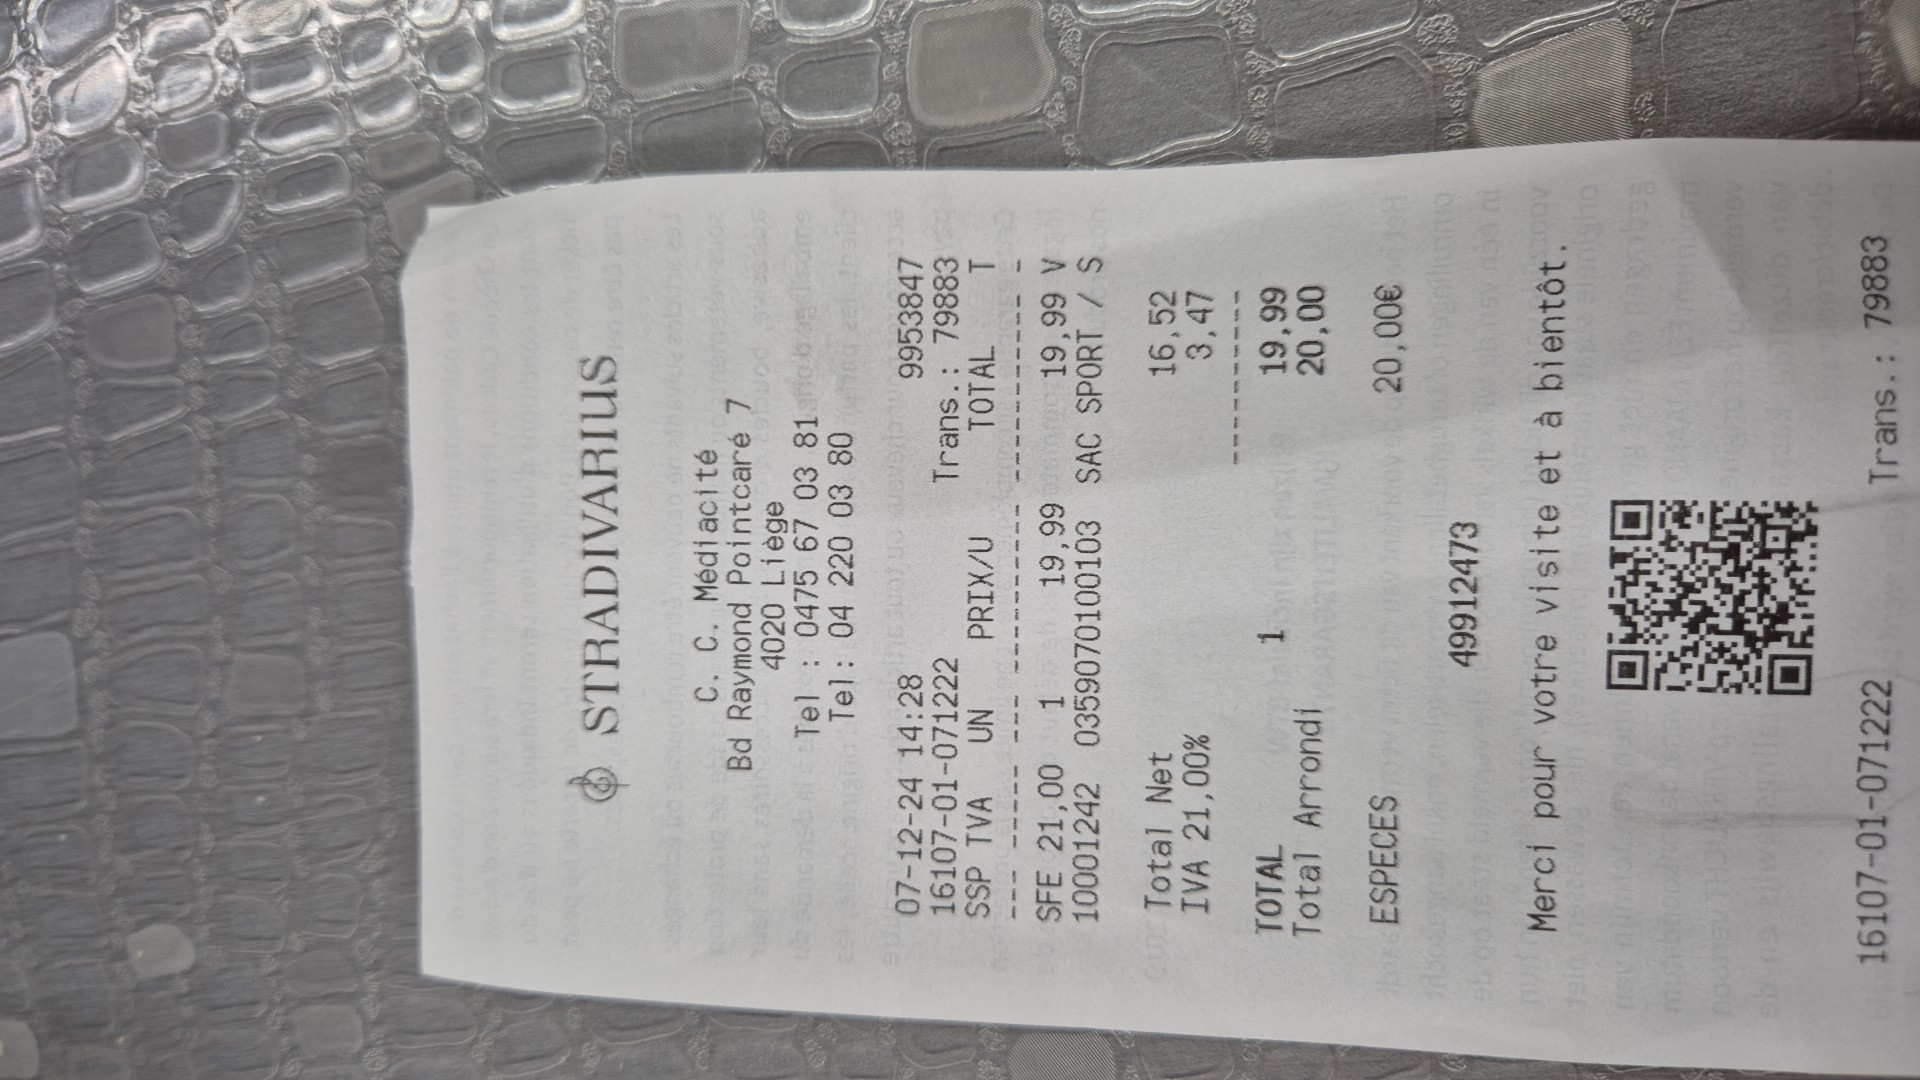 STRADIVARIUS
C. C. Médiacité
Bd Raymond Pointcaré 7
4020 Liège
Tel : 0475 67 03 81
Tel : 04 220 03 80
07-12-24 14:28 9953847
16107-01-071222 Trans.: 79883
SSP TVA UN PRIX/U TOTAL T
--- ----- --- ----------- ------------- -
SFE 21,00 1 19,99 19,99 V
100001242 0359070100103 SAC SPORT / S
Total Net 16,52
IVA 21,00% 3,47
----------
TOTAL 1 19,99
Total Arrondi 20,00
ESPECES 20,00€
49912473
Merci pour votre visite et à bientôt.
16107-01-071222 Trans.: 79883